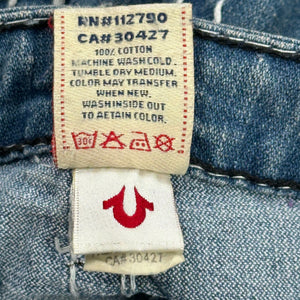 RN#112790
CA#30427
100% COTTON
MACHINE WASH COLD.
TUMBLE DRY MEDIUM.
COLOR MAY TRANSFER
WHEN NEW.
WASH INSIDE OUT
TO RETAIN COLOR.
30°
CA#30427